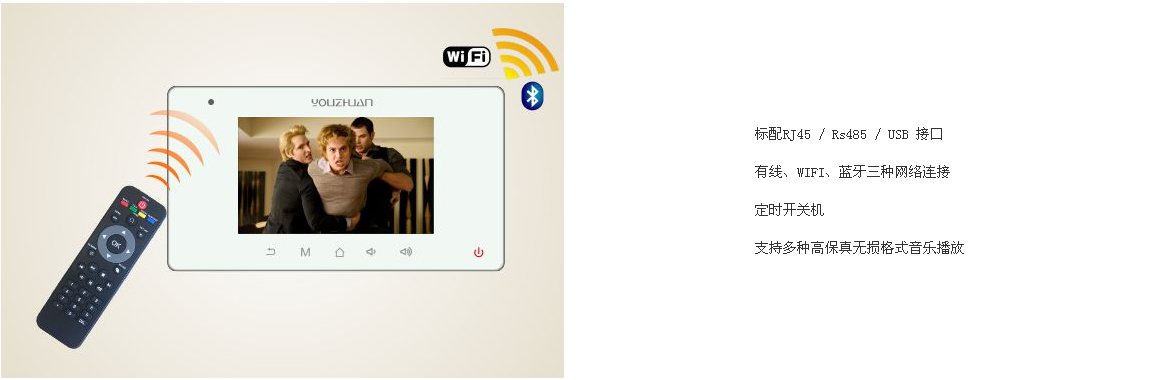 WiFi
YOUZHUAN
M
OK
标配RJ45 / Rs485 / USB 接口
有线、WIFI、蓝牙三种网络连接
定时开关机
支持多种高保真无损格式音乐播放